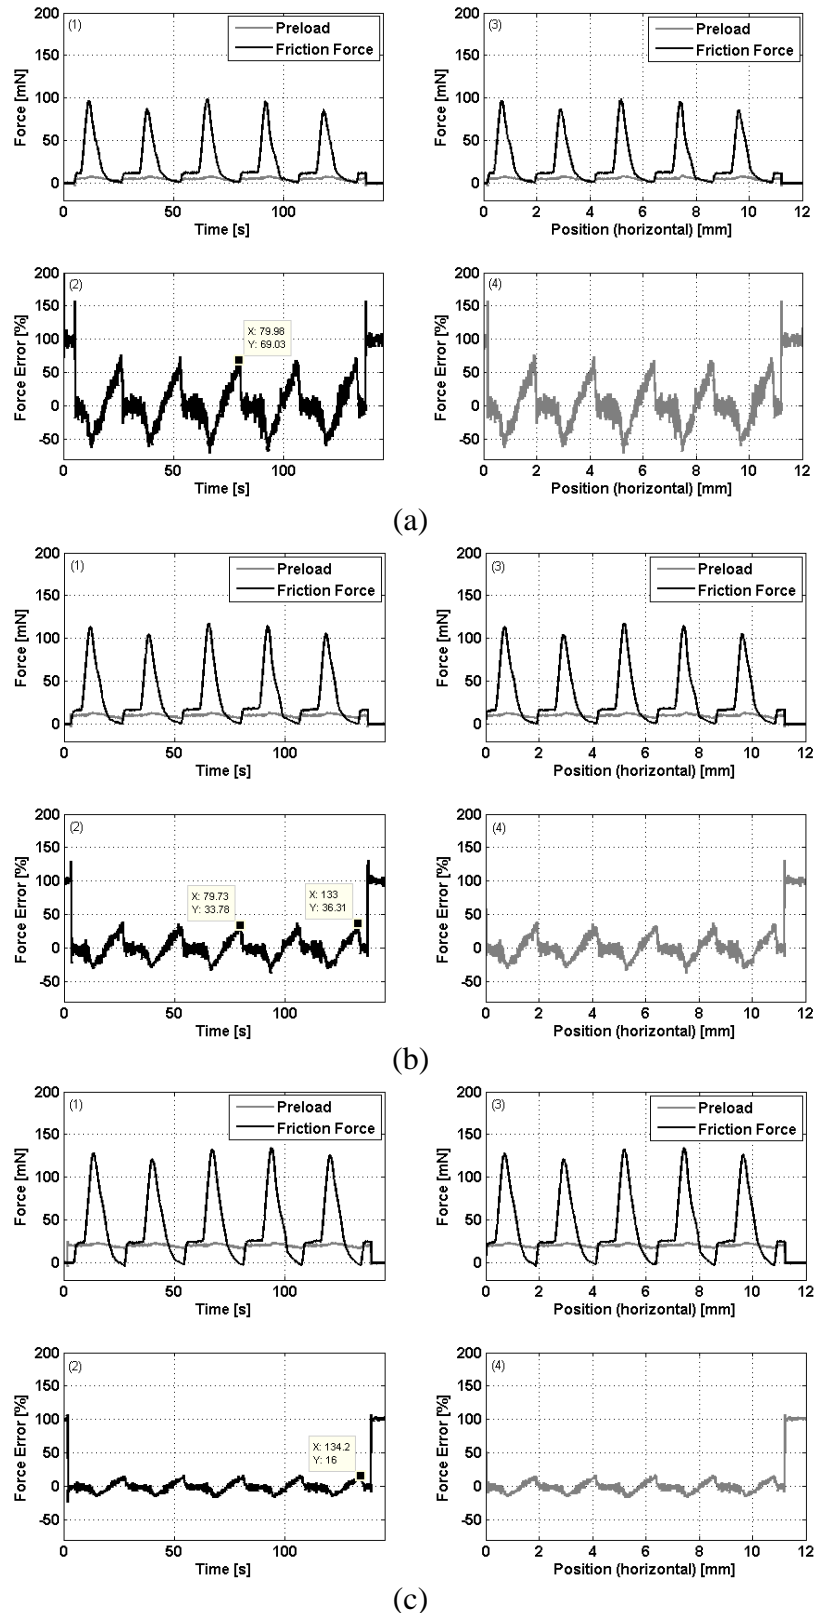 (1)
Preload
Friction Force
Force [mN]
200
150
100
50
0
0 50 100
Time [s]
(3)
Preload
Friction Force
Force [mN]
200
150
100
50
0
0 2 4 6 8 10 12
Position (horizontal) [mm]
(2)
Force Error [%]
200
150
100
50
0
-50
X: 79.98
Y: 69.03
0 50 100
Time [s]
(4)
Force Error [%]
200
150
100
50
0
-50
0 2 4 6 8 10 12
Position (horizontal) [mm]
(a)
(1)
Preload
Friction Force
Force [mN]
200
150
100
50
0
0 50 100
Time [s]
(3)
Preload
Friction Force
Force [mN]
200
150
100
50
0
0 2 4 6 8 10 12
Position (horizontal) [mm]
(2)
Force Error [%]
200
150
100
50
0
-50
X: 79.73
Y: 33.78
X: 133
Y: 36.31
0 50 100
Time [s]
(4)
Force Error [%]
200
150
100
50
0
-50
0 2 4 6 8 10 12
Position (horizontal) [mm]
(b)
(1)
Preload
Friction Force
Force [mN]
200
150
100
50
0
0 50 100
Time [s]
(3)
Preload
Friction Force
Force [mN]
200
150
100
50
0
0 2 4 6 8 10 12
Position (horizontal) [mm]
(2)
Force Error [%]
200
150
100
50
0
-50
X: 134.2
Y: 16
0 50 100
Time [s]
(4)
Force Error [%]
200
150
100
50
0
-50
0 2 4 6 8 10 12
Position (horizontal) [mm]
(c)